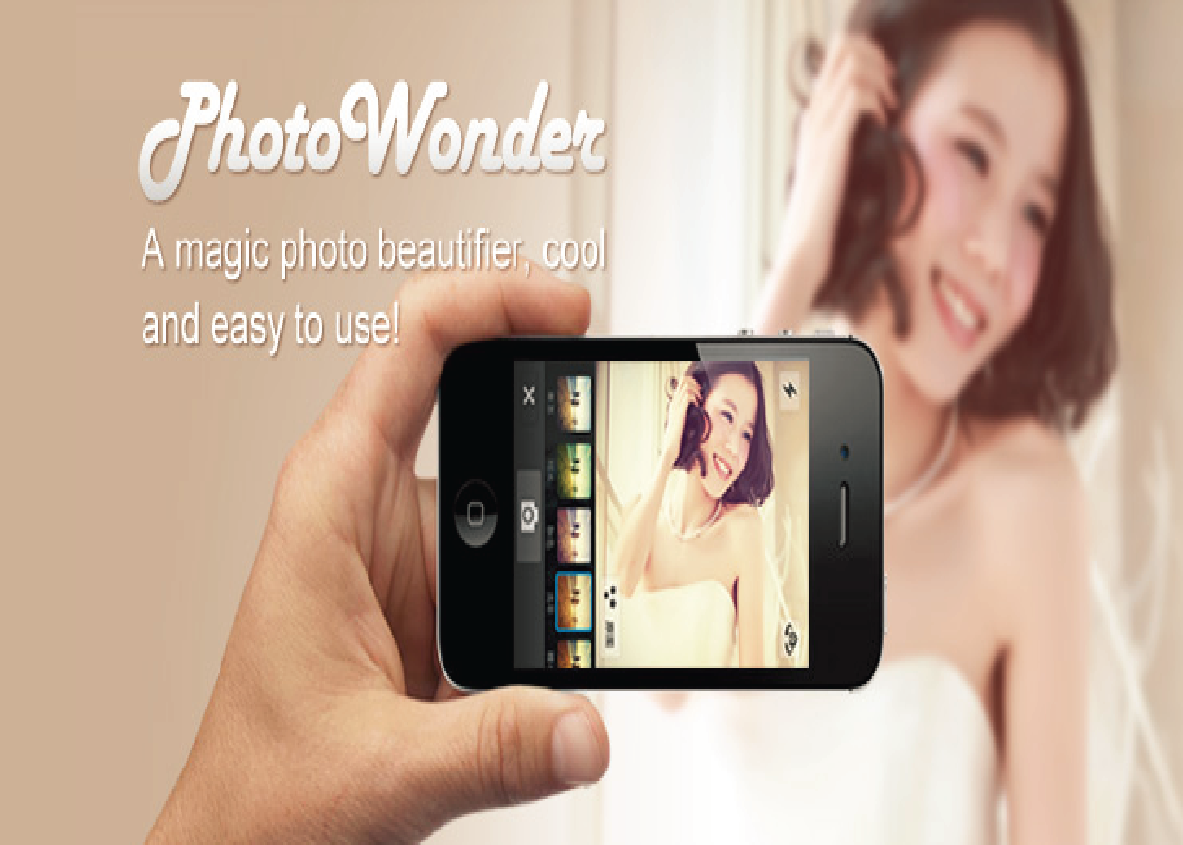 PhotoWonder
A magic photo beautifier, cool
and easy to use!